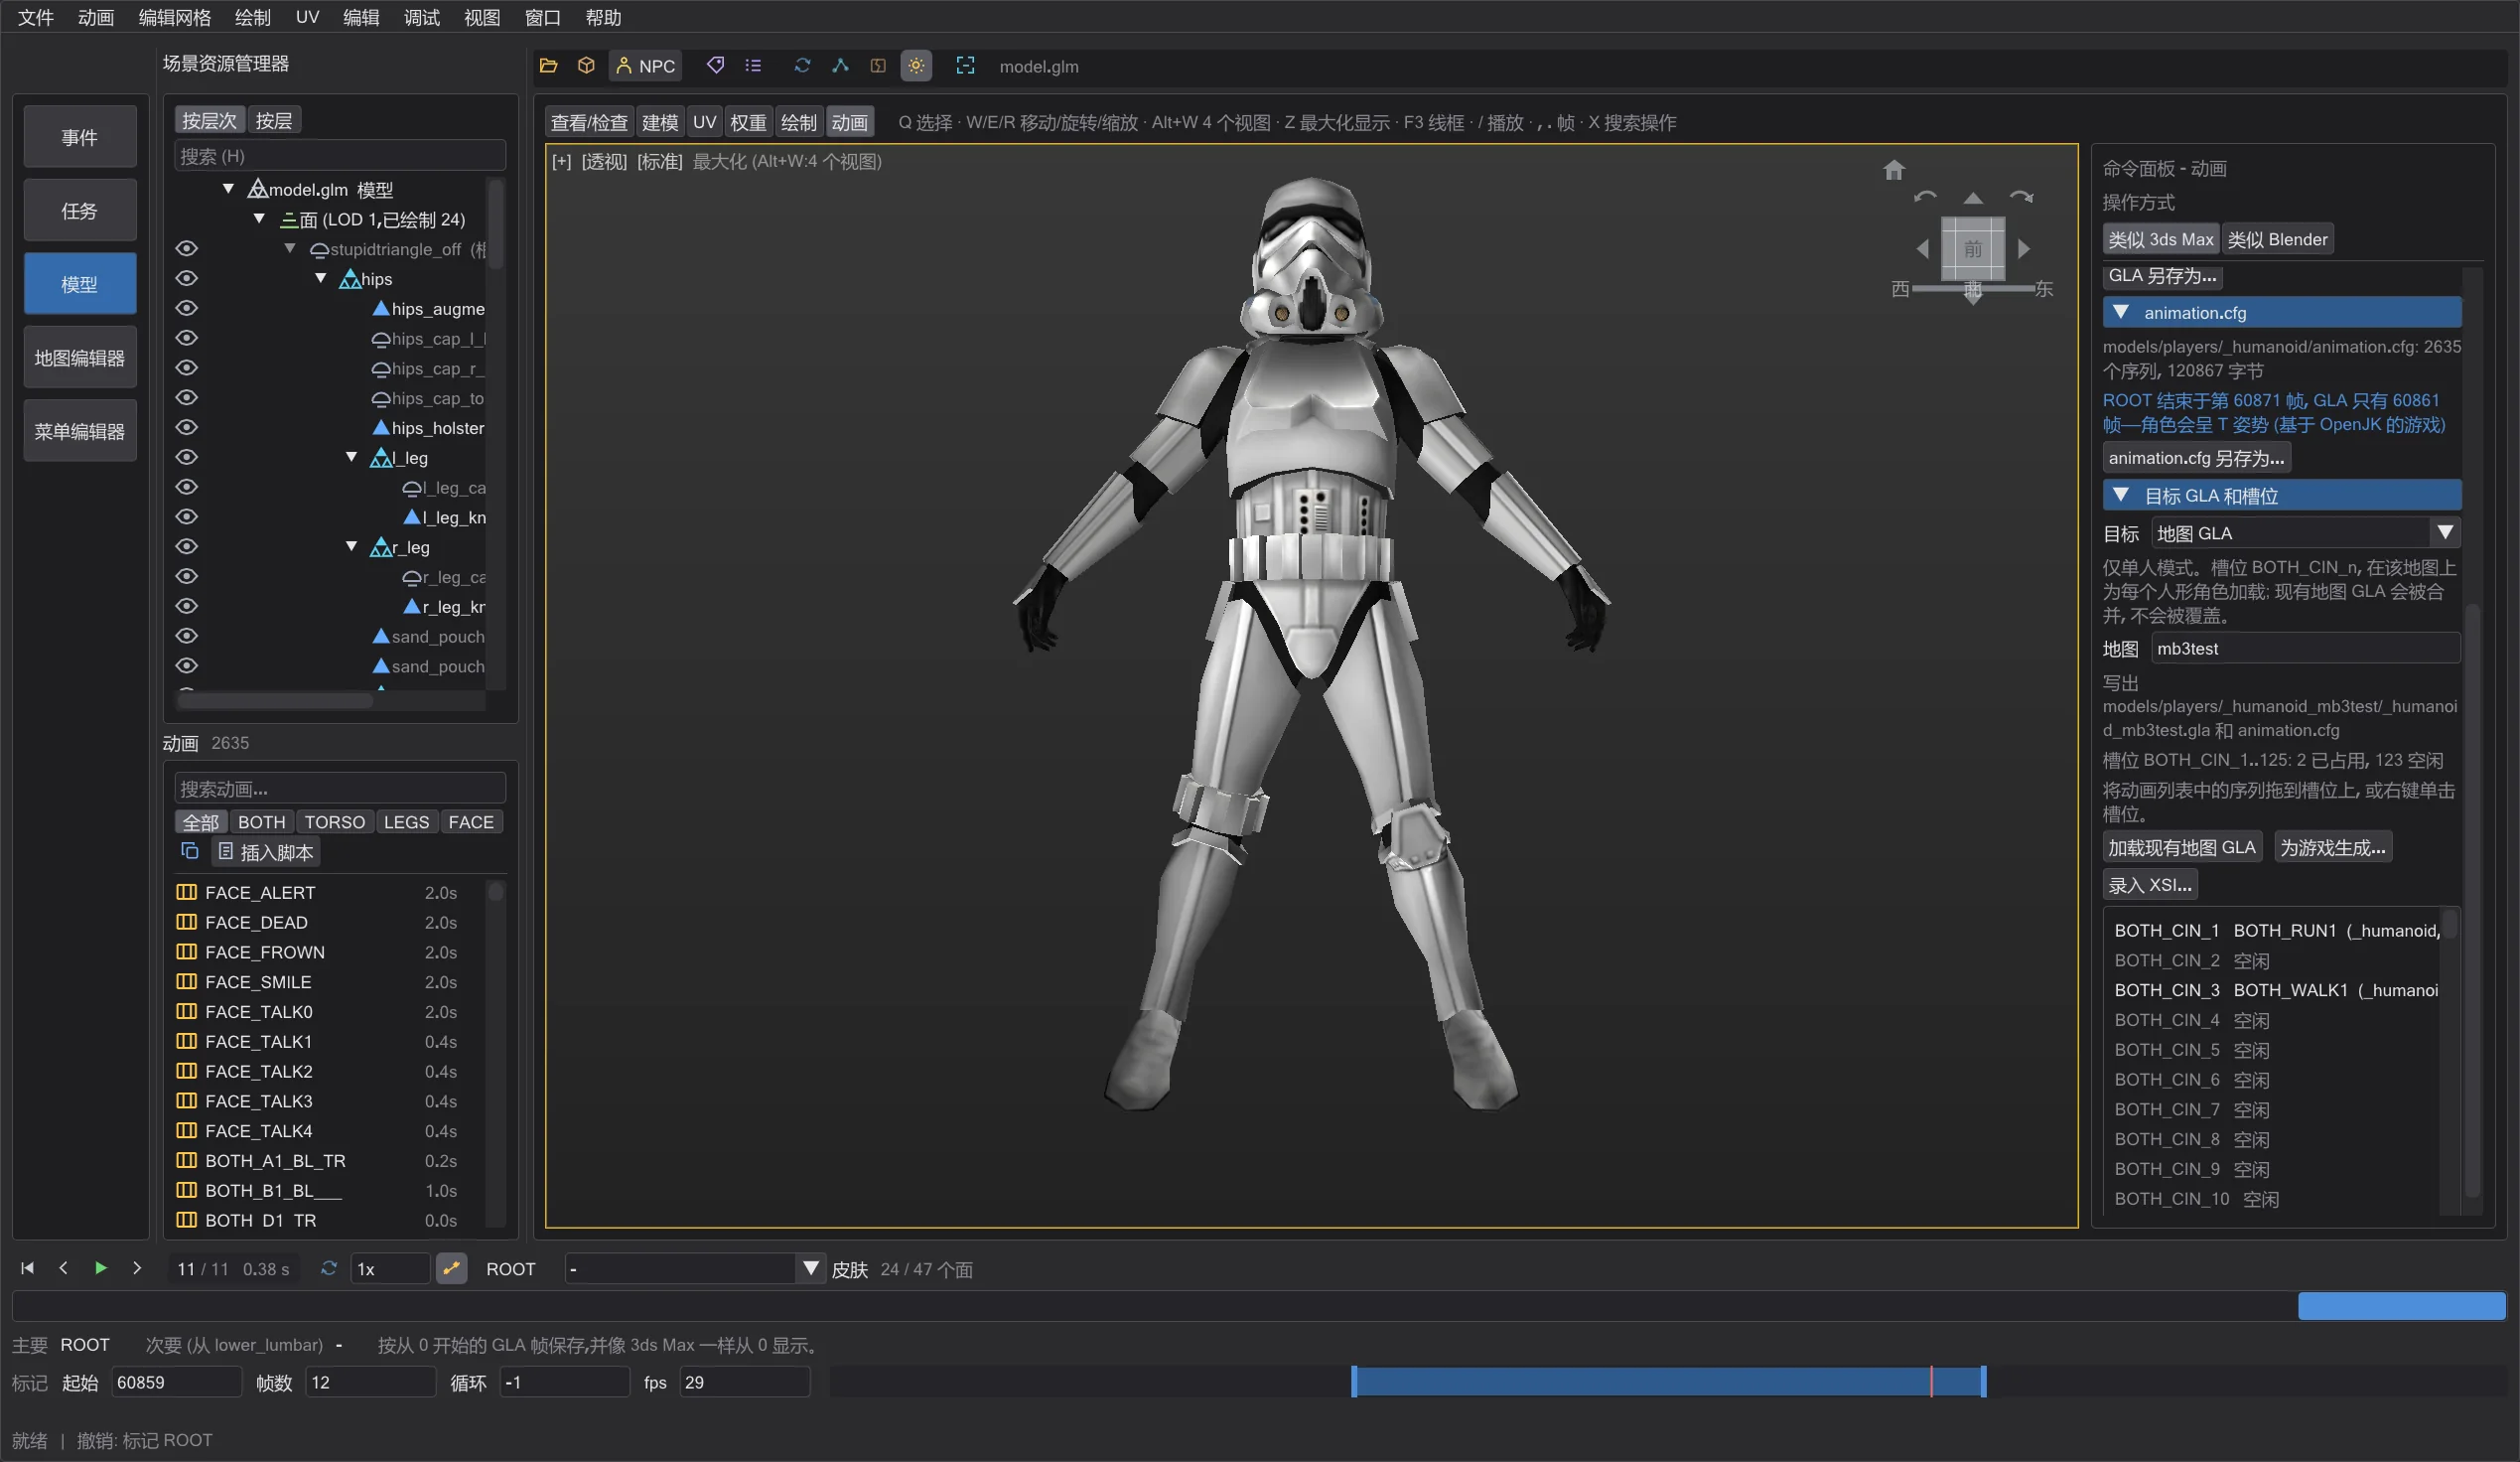 文件 动画 编辑网格 绘制 UV 编辑 调试 视图 窗口 帮助
场景资源管理器
NPC model.glm
事件
任务
模型
地图编辑器
菜单编辑器
按层次 按层
搜索 (H)
model.glm 模型
面 (LOD 1,已绘制 24)
stupidtriangle_off (根
hips
hips_augme
hips_cap_l_l
hips_cap_r_
hips_cap_to
hips_holster
l_leg
l_leg_ca
l_leg_kn
r_leg
r_leg_ca
r_leg_kr
sand_pouch
sand_pouch
动画 2635
搜索动画...
全部 BOTH TORSO LEGS FACE
插入脚本
FACE_ALERT 2.0s
FACE_DEAD 2.0s
FACE_FROWN 2.0s
FACE_SMILE 2.0s
FACE_TALK0 2.0s
FACE_TALK1 0.4s
FACE_TALK2 0.4s
FACE_TALK3 0.4s
FACE_TALK4 0.4s
BOTH_A1_BL_TR 0.2s
BOTH_B1_BL___ 1.0s
BOTH_D1_TR 0.0s
查看/检查 建模 UV 权重 绘制 动画 Q 选择 · W/E/R 移动/旋转/缩放 · Alt+W 4 个视图 · Z 最大化显示 · F3 线框 · / 播放 · , . 帧 · X 搜索操作
[+] [透视] [标准] 最大化 (Alt+W:4 个视图)
前
西 北 东
命令面板 - 动画
操作方式
类似 3ds Max 类似 Blender
GLA 另存为...
animation.cfg
models/players/_humanoid/animation.cfg: 2635
个序列, 120867 字节
ROOT 结束于第 60871 帧, GLA 只有 60861
帧—角色会呈 T 姿势 (基于 OpenJK 的游戏)
animation.cfg 另存为...
目标 GLA 和槽位
目标 地图 GLA
仅单人模式。槽位 BOTH_CIN_n, 在该地图上
为每个人形角色加载; 现有地图 GLA 会被合
并, 不会被覆盖。
地图 mb3test
写出
models/players/_humanoid_mb3test/_humanoi
d_mb3test.gla 和 animation.cfg
槽位 BOTH_CIN_1..125: 2 已占用, 123 空闲
将动画列表中的序列拖到槽位上, 或右键单击
槽位。
加载现有地图 GLA 为游戏生成...
录入 XSI...
BOTH_CIN_1 BOTH_RUN1 (_humanoid,
BOTH_CIN_2 空闲
BOTH_CIN_3 BOTH_WALK1 (_humanoi
BOTH_CIN_4 空闲
BOTH_CIN_5 空闲
BOTH_CIN_6 空闲
BOTH_CIN_7 空闲
BOTH_CIN_8 空闲
BOTH_CIN_9 空闲
BOTH_CIN_10 空闲
11 / 11 0.38 s 1x ROOT - 皮肤 24 / 47 个面
主要 ROOT 次要 (从 lower_lumbar) - 按从 0 开始的 GLA 帧保存,并像 3ds Max 一样从 0 显示。
标记 起始 60859 帧数 12 循环 -1 fps 29
就绪 | 撤销: 标记 ROOT